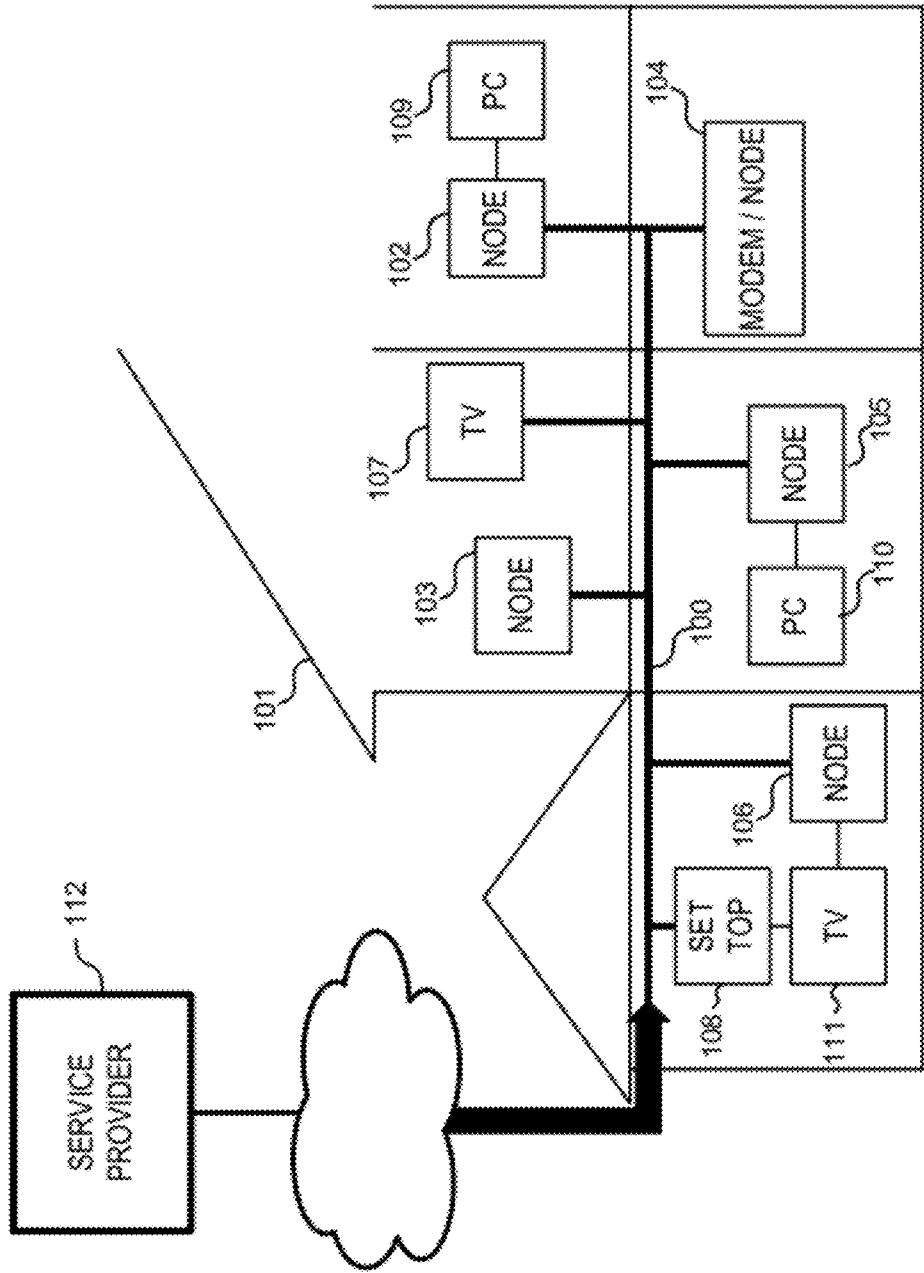 SERVICE
PROVIDER
112
101
107
102
109
103
TV
NODE
PC
NODE
104
100
SET
TOP
108
MODEM / NODE
106
PC
NODE
110
105
TV
NODE
111